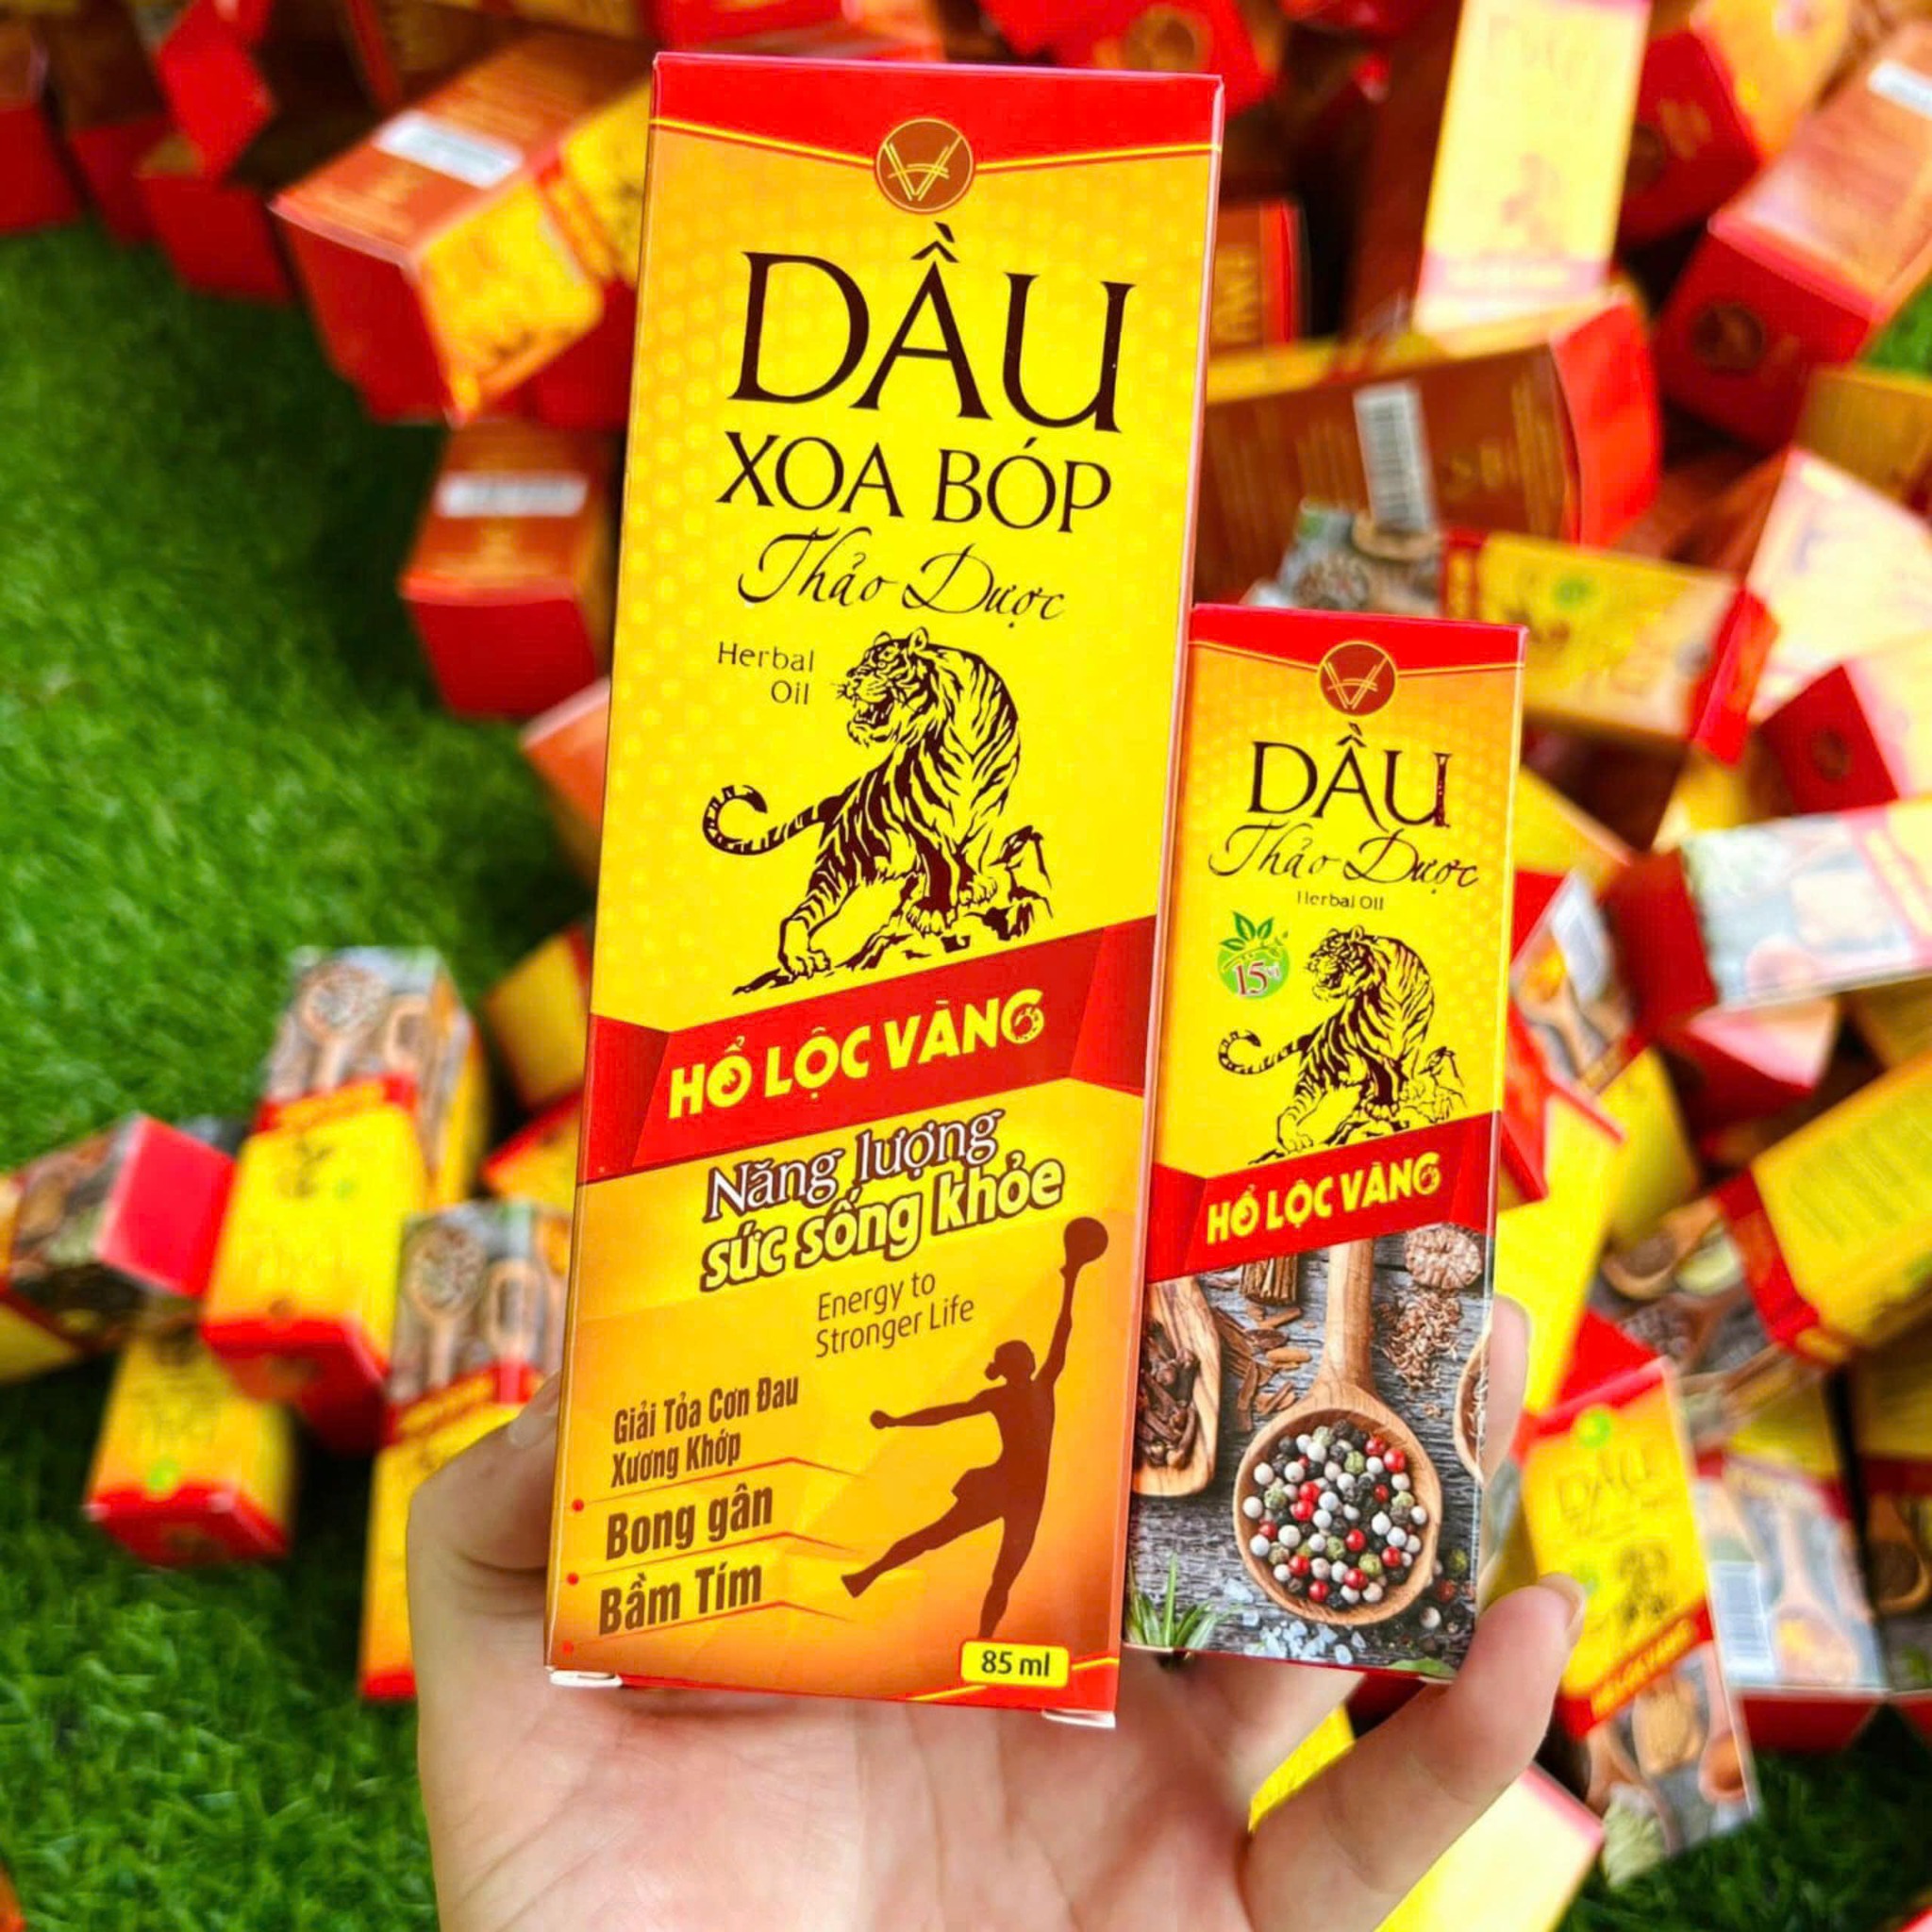 DẦU
XOA BÓP
Thảo Dược
Herbal
Oil
HỔ LỘC VÀNG
Năng lượng
sức sống khỏe
Energy to
Stronger Life
Giải Tỏa Cơn Đau
Xương Khớp
Bong gân
Bầm Tím
85 ml
DẦU
Thảo Dược
Herbal Oil
15 vị
HỔ LỘC VÀNG